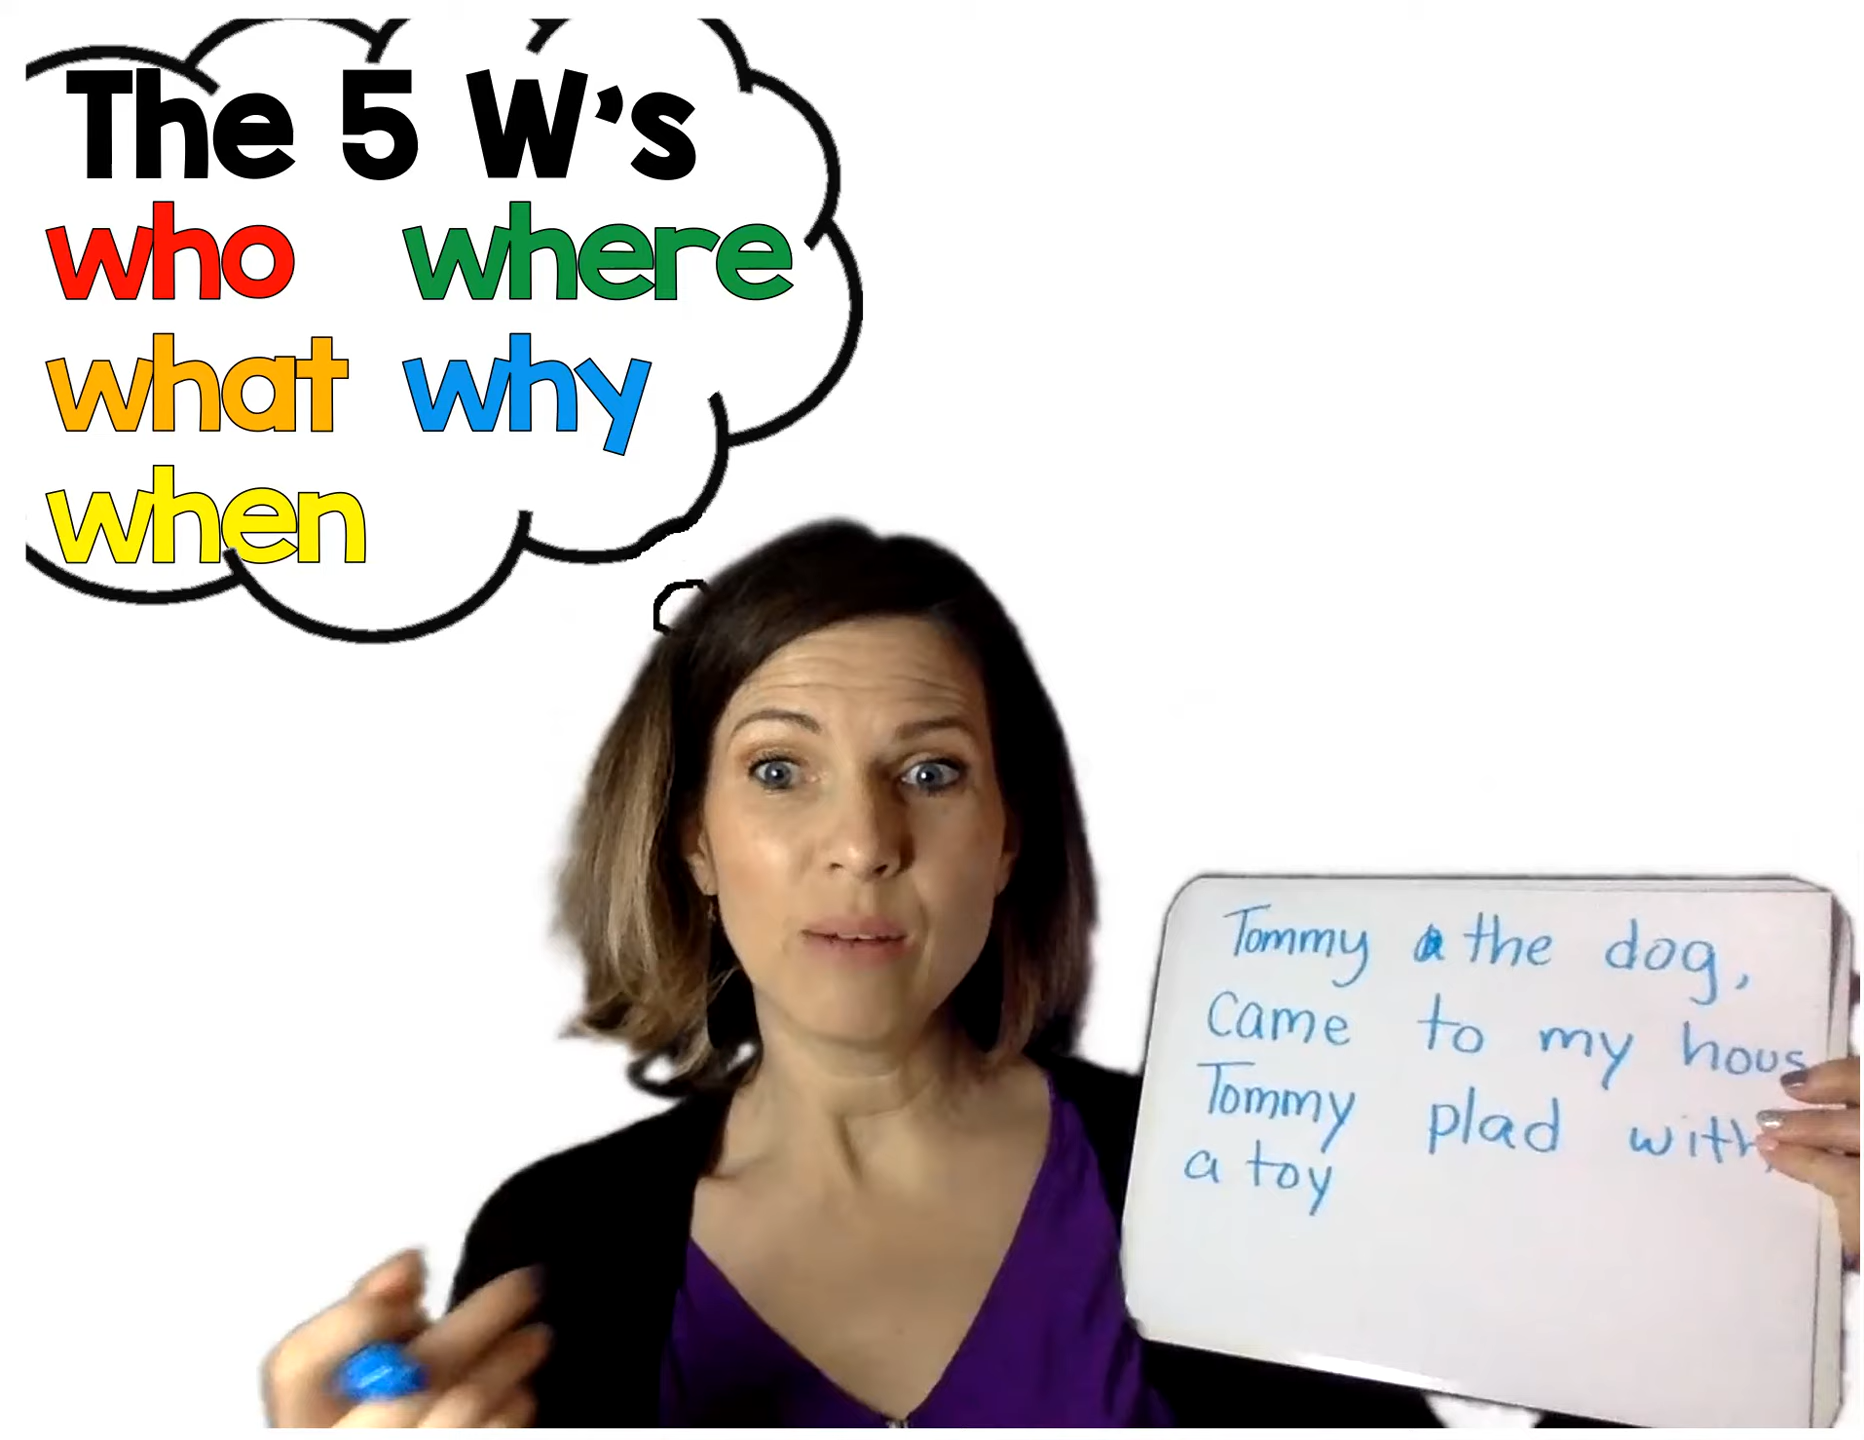 The 5 W's
who where
what why
when
Tommy the dog,
came to my hous
Tommy plad with
a toy